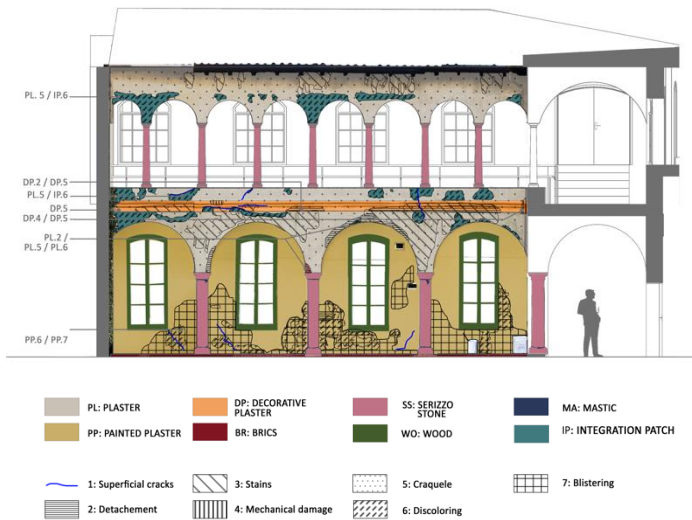 PL. 5 / IP.6
DP.2 / DP.5
PL.5 / IP.6
DP.5
DP.4 / DP.5
PL.2 /
PL.5 / PL.6
PP.6 / PP.7
PL: PLASTER
DP: DECORATIVE
PLASTER
SS: SERIZZO
STONE
MA: MASTIC
PP: PAINTED PLASTER
BR: BRICS
WO: WOOD
IP: INTEGRATION PATCH
1: Superficial cracks
3: Stains
5: Craquele
7: Blistering
2: Detachement
4: Mechanical damage
6: Discoloring